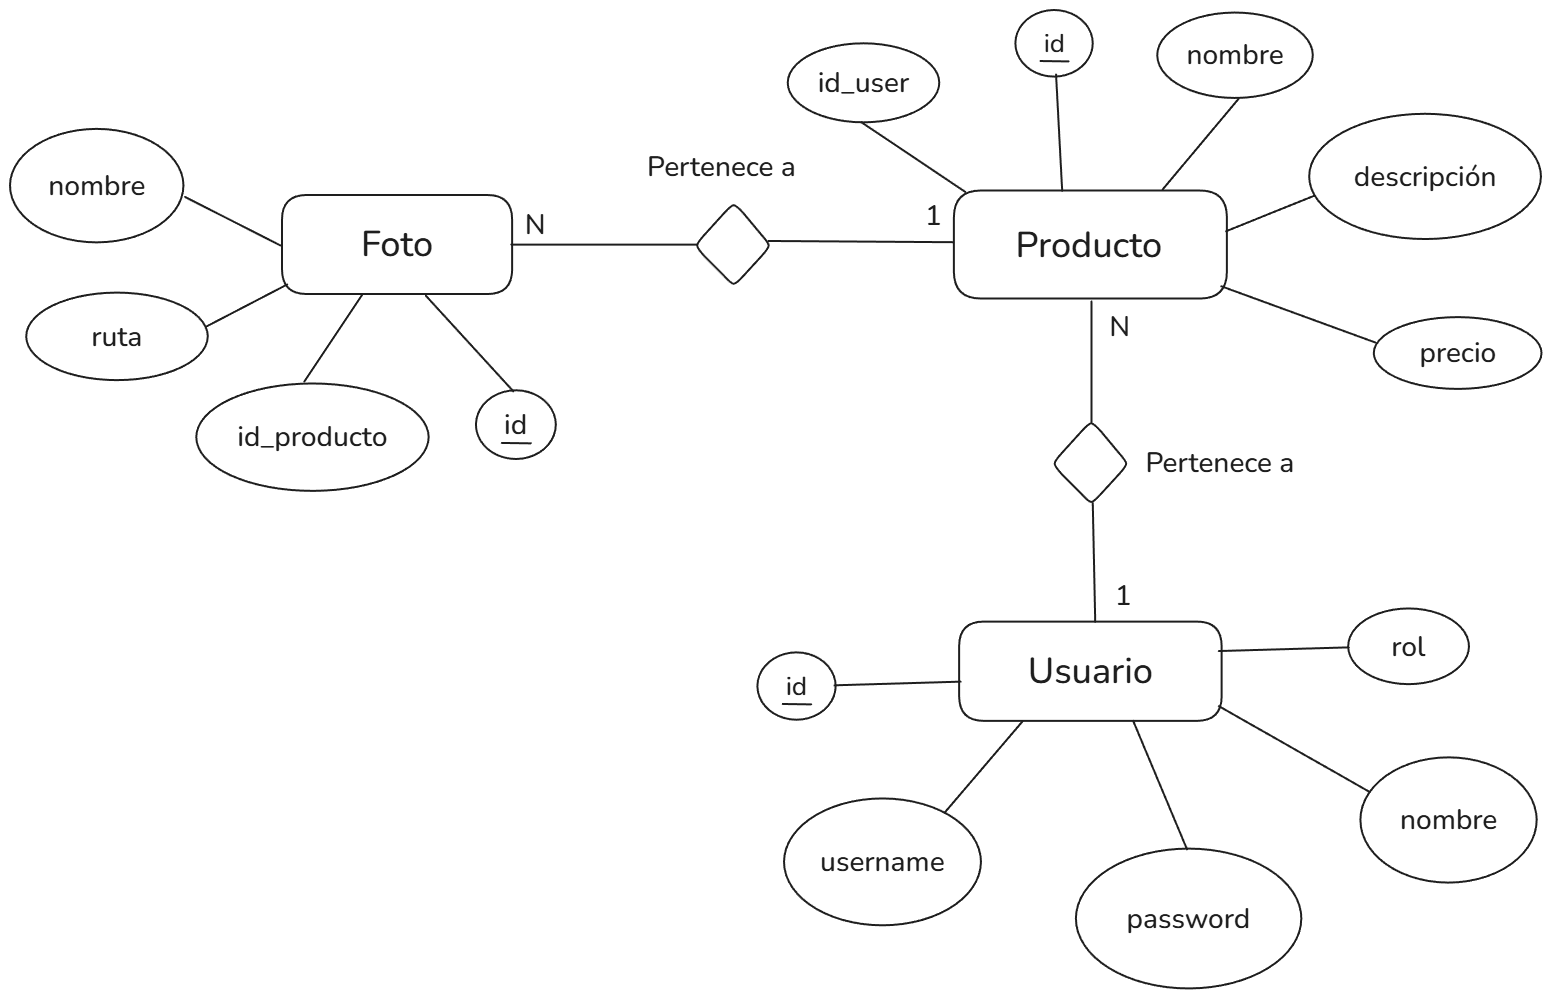 id
nombre
id_user
descripción
Pertenece a
nombre
Foto
N
1
Producto
N
ruta
precio
id_producto
id
Pertenece a
1
rol
id
Usuario
nombre
username
password